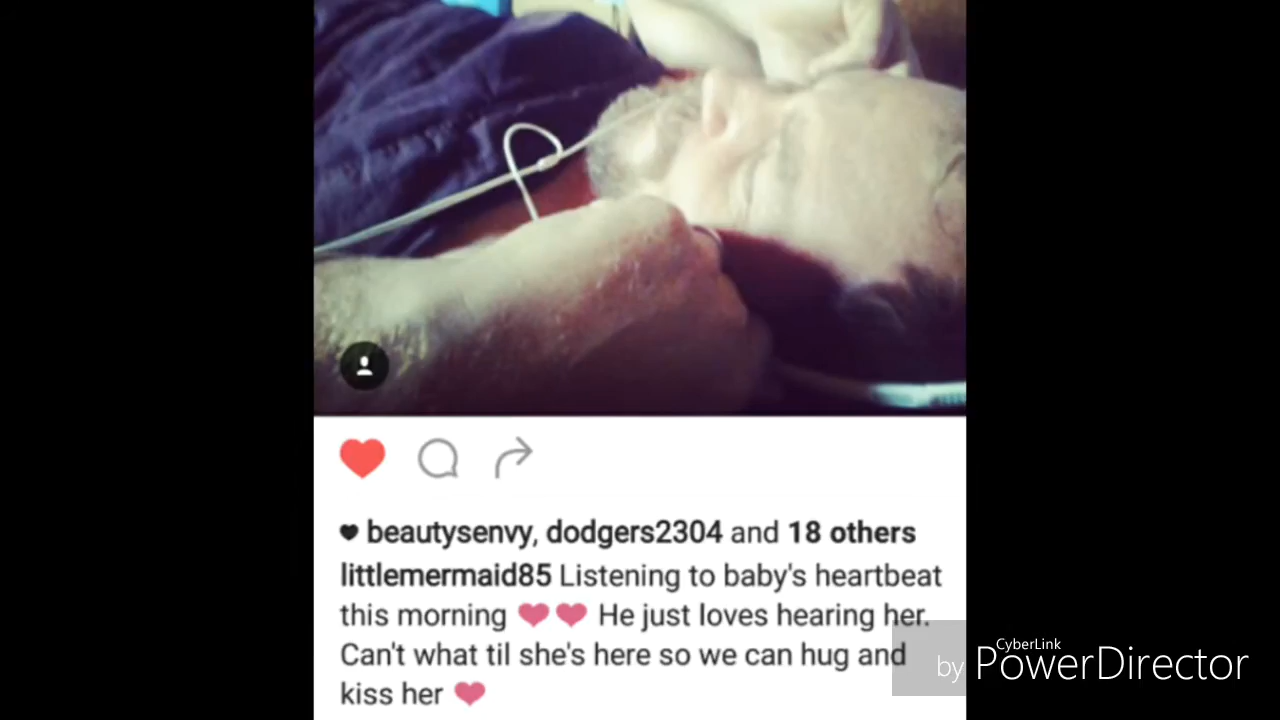 beautysenvy, dodgers2304 and 18 others
littlemermaid85 Listening to baby's heartbeat
this morning ❤❤ He just loves hearing her.
Can't what til she's here so we can hug and
kiss her ❤
by CyberLink PowerDirector